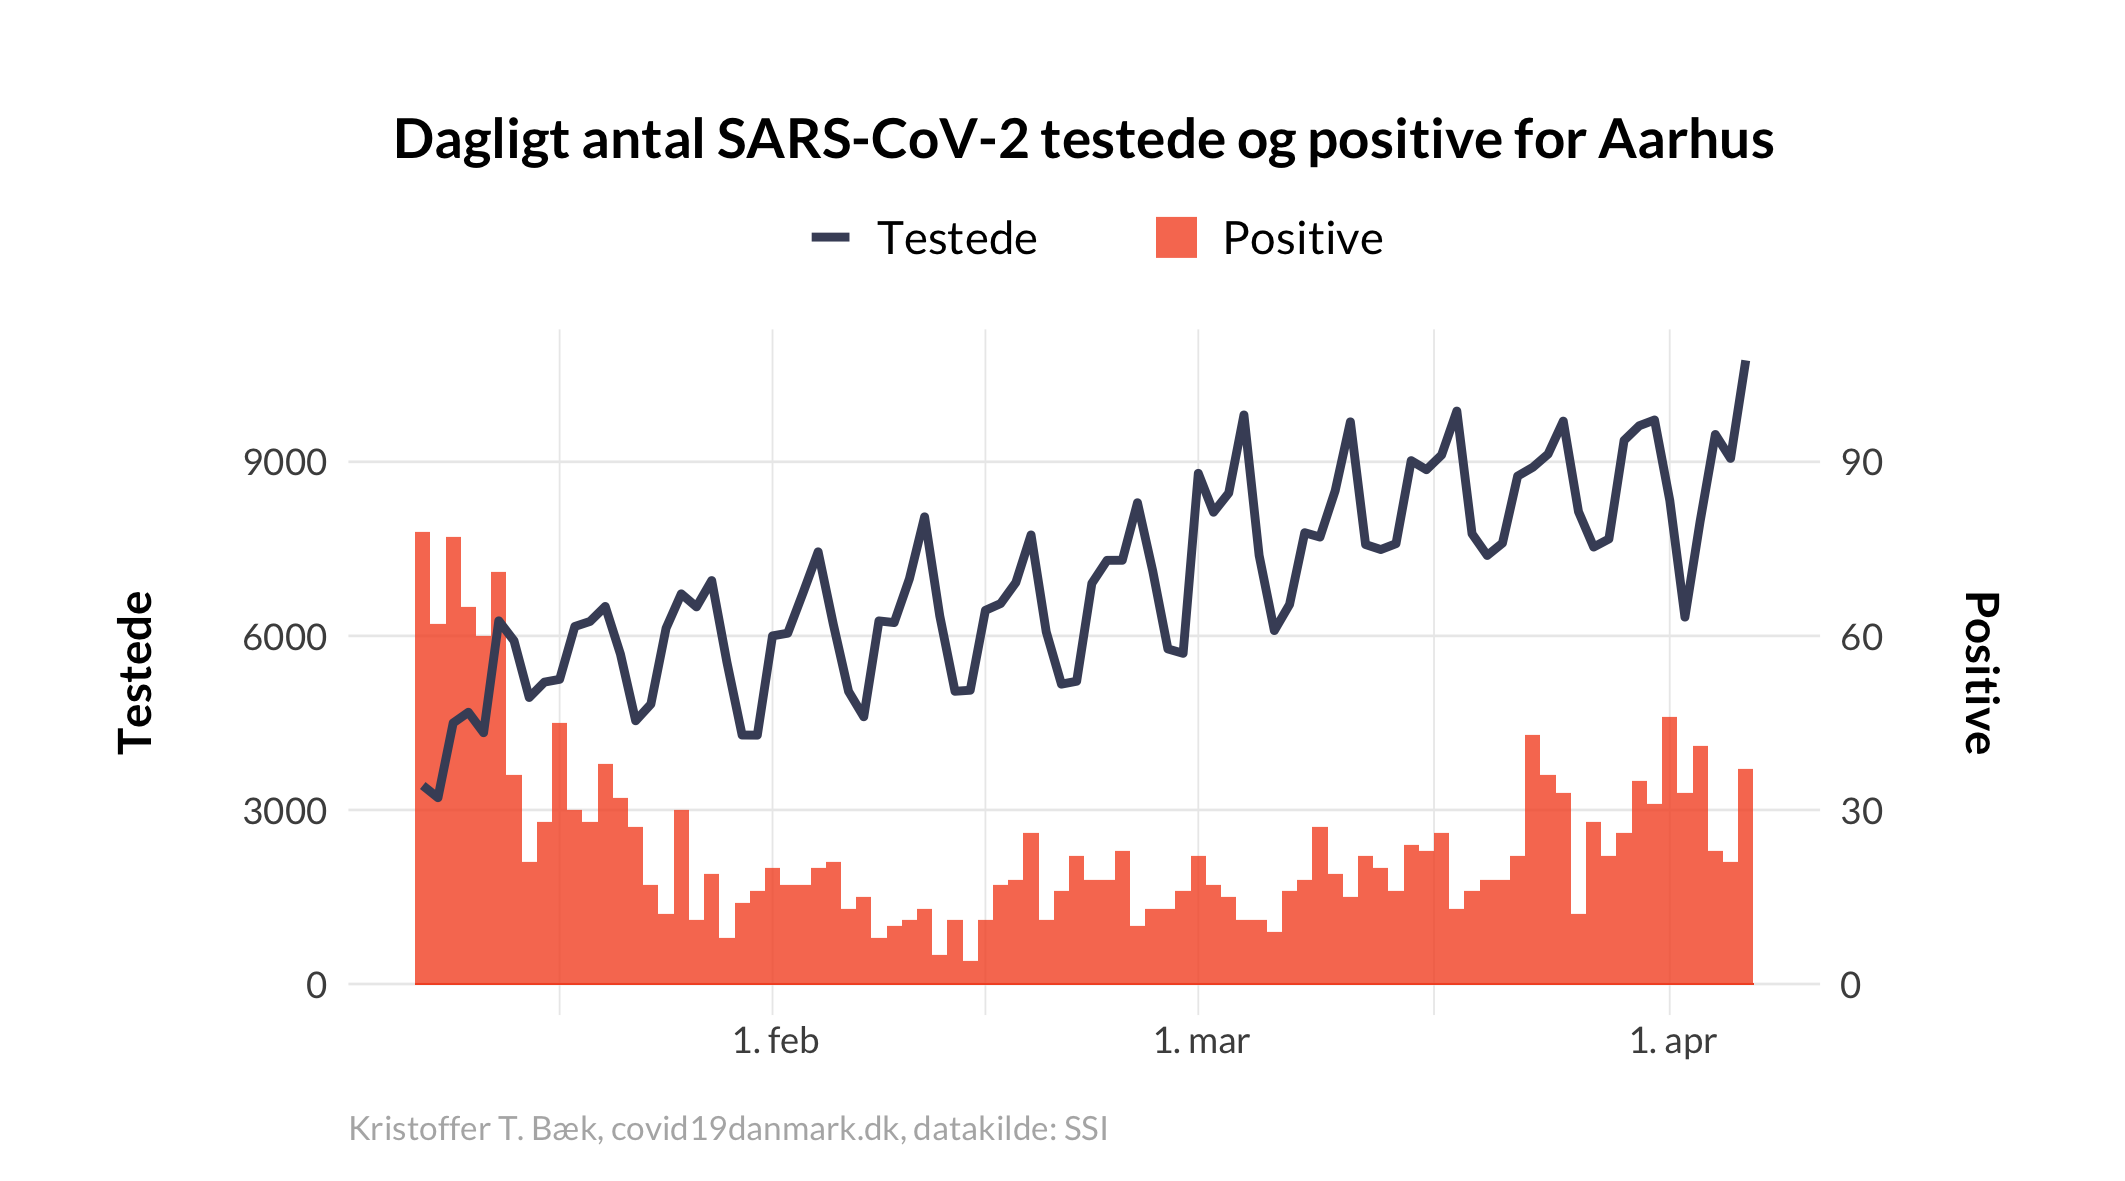 Dagligt antal SARS-CoV-2 testede og positive for Aarhus
Testede Positive
9000 90
6000 60
3000 30
0 0
Testede
Positive
1. feb 1. mar 1. apr
Kristoffer T. Bæk, covid19danmark.dk, datakilde: SSI